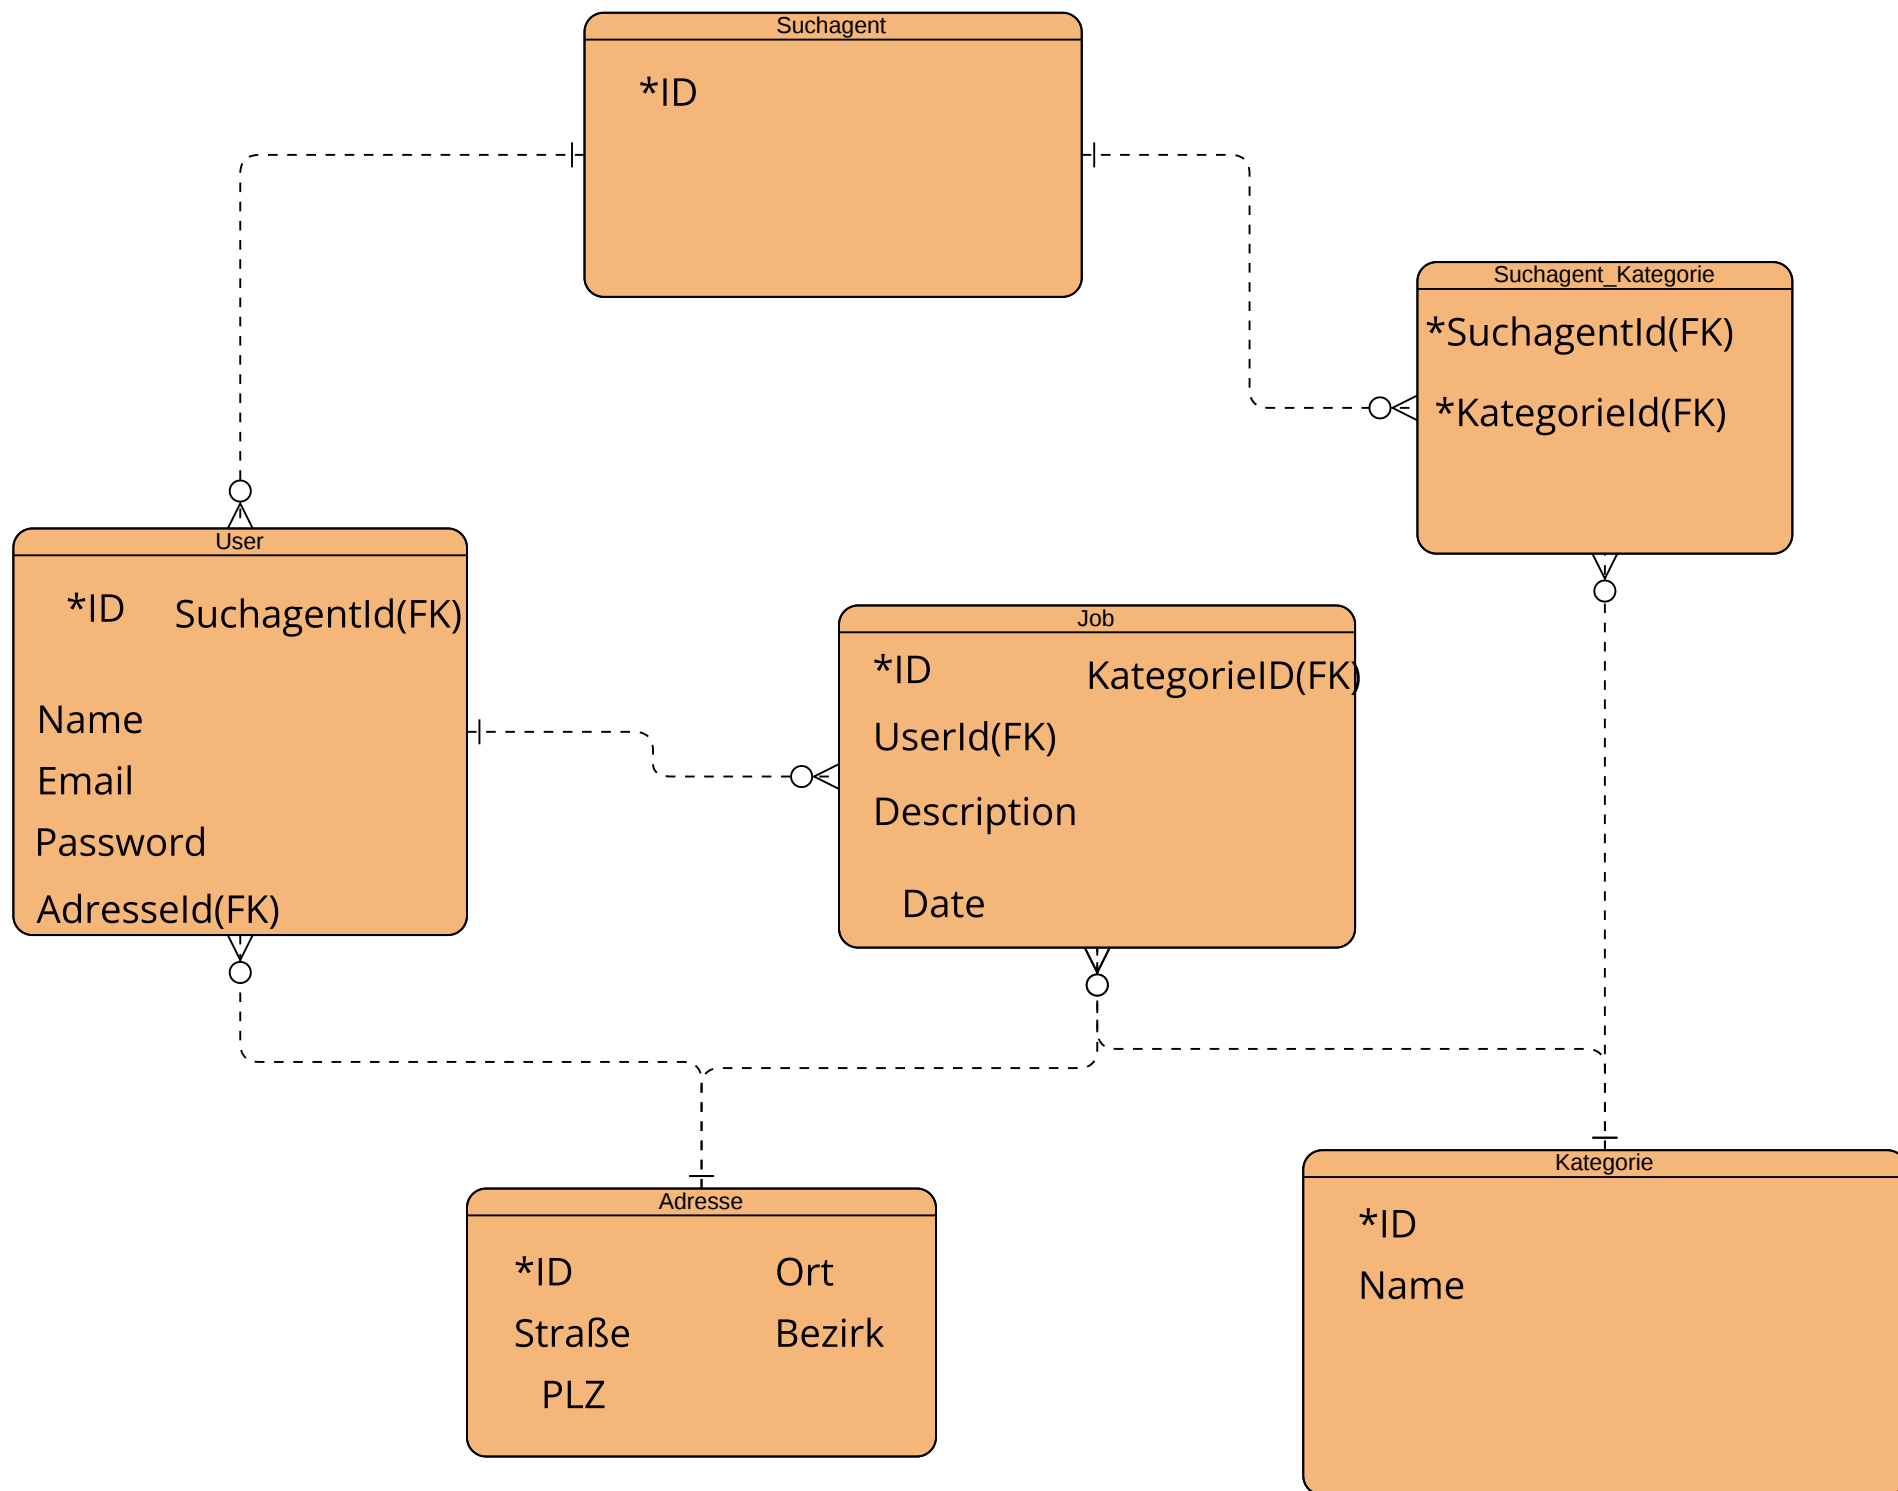 Suchagent
*ID
Suchagent_Kategorie
*SuchagentId(FK)
*KategorieId(FK)
User
*ID SuchagentId(FK)
Name
Email
Password
AdresseId(FK)
Job
*ID KategorieID(FK)
UserId(FK)
Description
Date
Adresse
*ID Ort
Straße Bezirk
PLZ
Kategorie
*ID
Name